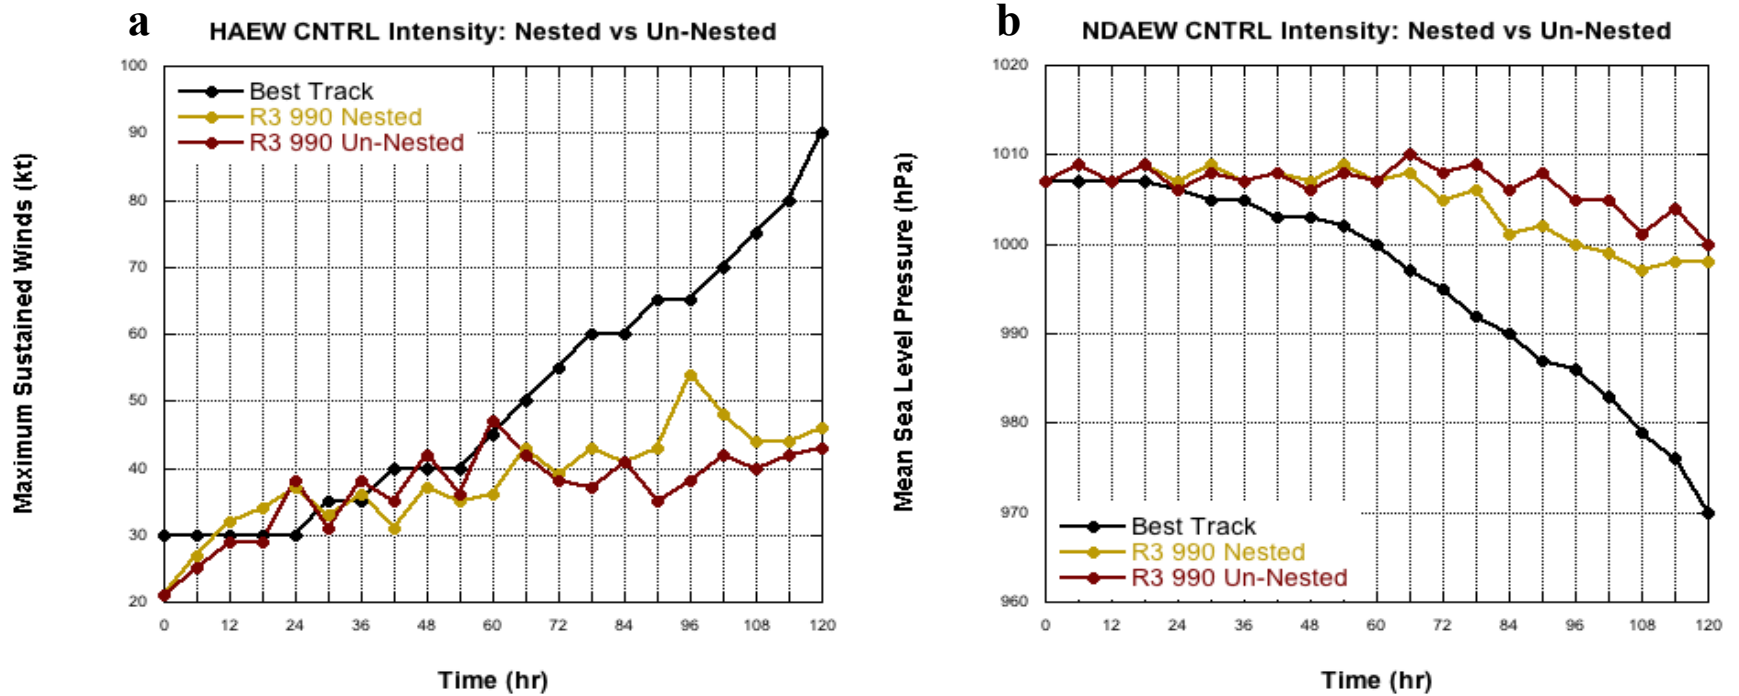 a
HAEW CNTRL Intensity: Nested vs Un-Nested
Maximum Sustained Winds (kt)
100
90
80
70
60
50
40
30
20
Best Track
R3 990 Nested
R3 990 Un-Nested
0 12 24 36 48 60 72 84 96 108 120
Time (hr)
b
NDAEW CNTRL Intensity: Nested vs Un-Nested
Mean Sea Level Pressure (hPa)
1020
1010
1000
990
980
970
960
Best Track
R3 990 Nested
R3 990 Un-Nested
0 12 24 36 48 60 72 84 96 108 120
Time (hr)